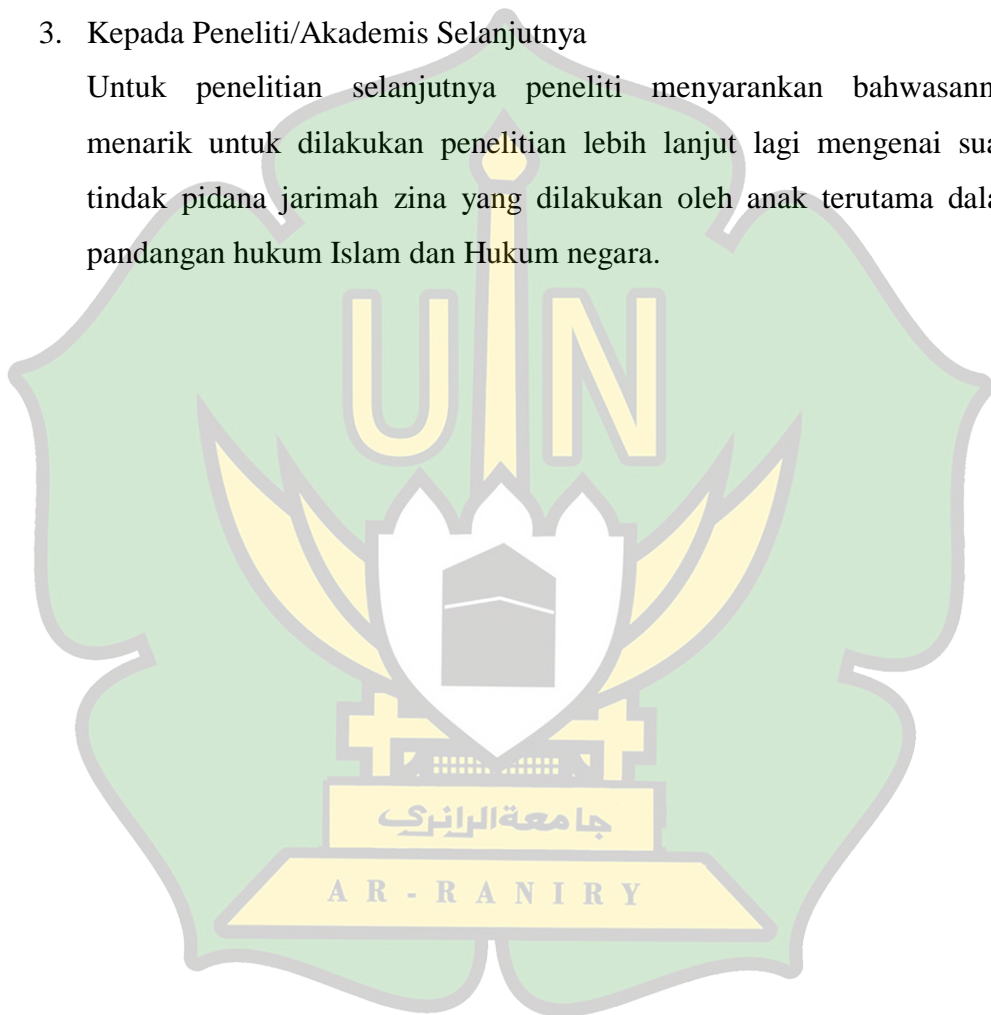 3. Kepada Peneliti/Akademis Selanjutnya
Untuk penelitian selanjutnya peneliti menyarankan bahwasann
menarik untuk dilakukan penelitian lebih lanjut lagi mengenai sua
tindak pidana jarimah zina yang dilakukan oleh anak terutama dala
pandangan hukum Islam dan Hukum negara.
UIN
جامعة الرانري
AR-RANIRY